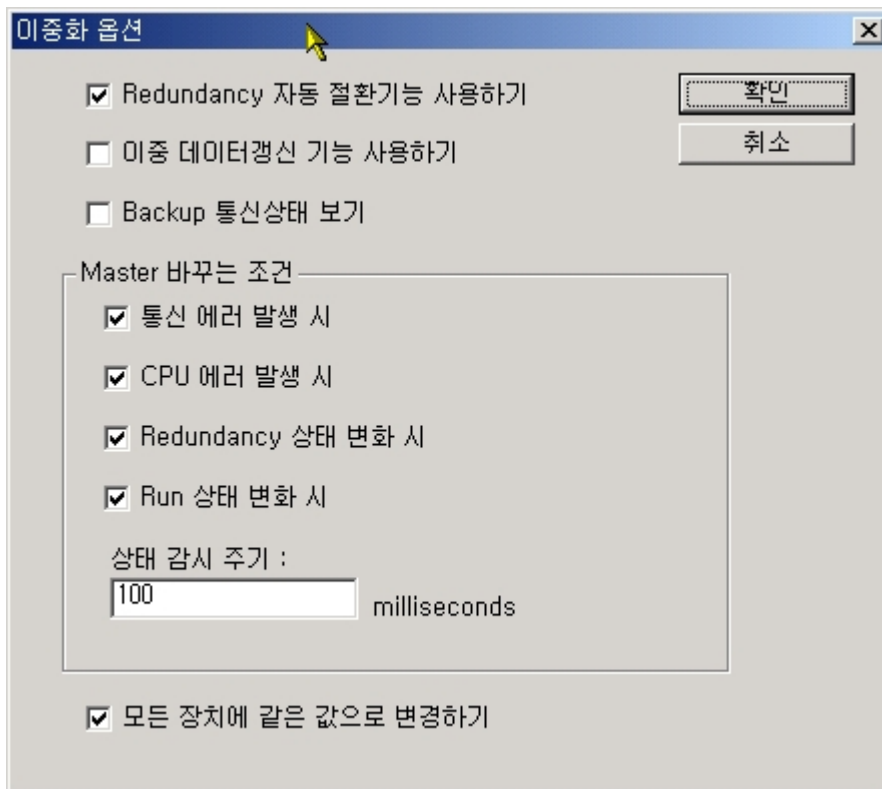 이중화 옵션
Redundancy 자동 절환기능 사용하기
확인
이중 데이터갱신 기능 사용하기
취소
Backup 통신상태 보기
Master 바꾸는 조건
통신 에러 발생 시
CPU 에러 발생 시
Redundancy 상태 변화 시
Run 상태 변화 시
상태 감시 주기 :
100
milliseconds
모든 장치에 같은 값으로 변경하기